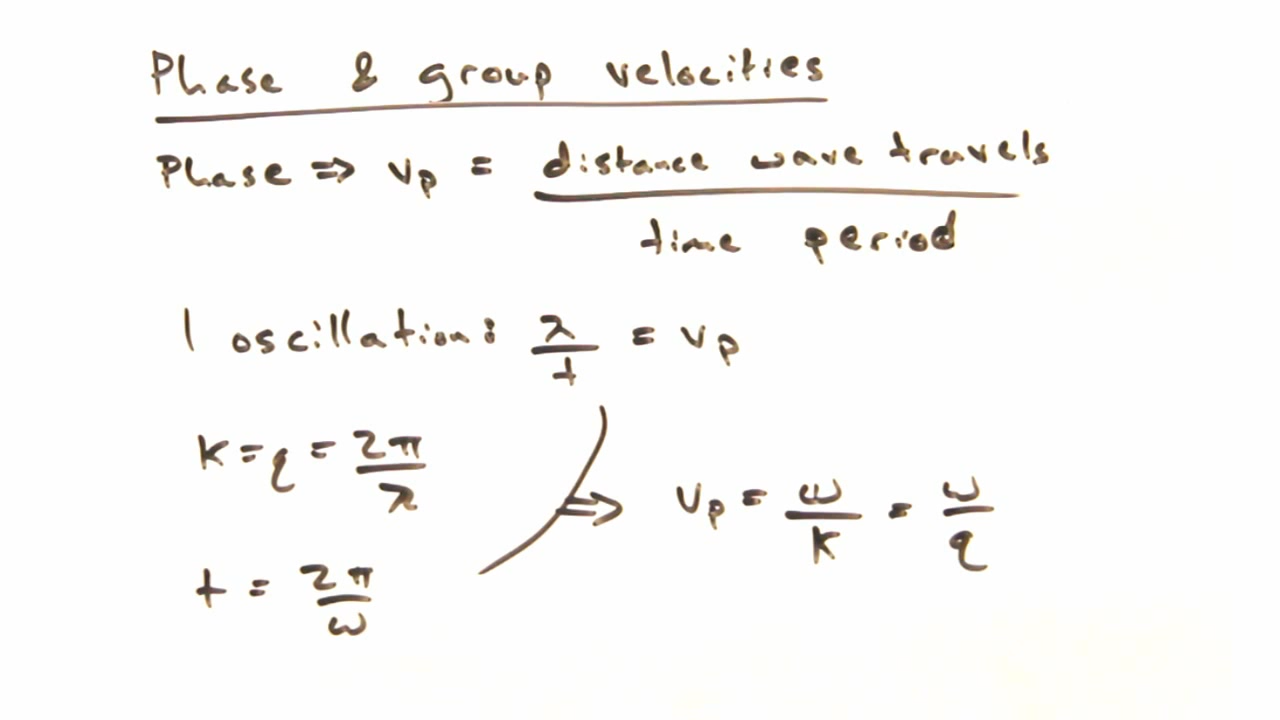 Phase & group velocities
Phase ⇒ vp = distance wave travels
time period
1 oscillation: λ/t = vp
k = q = 2π/λ
⇒ vp = ω/k = ω/q
t = 2π/ω